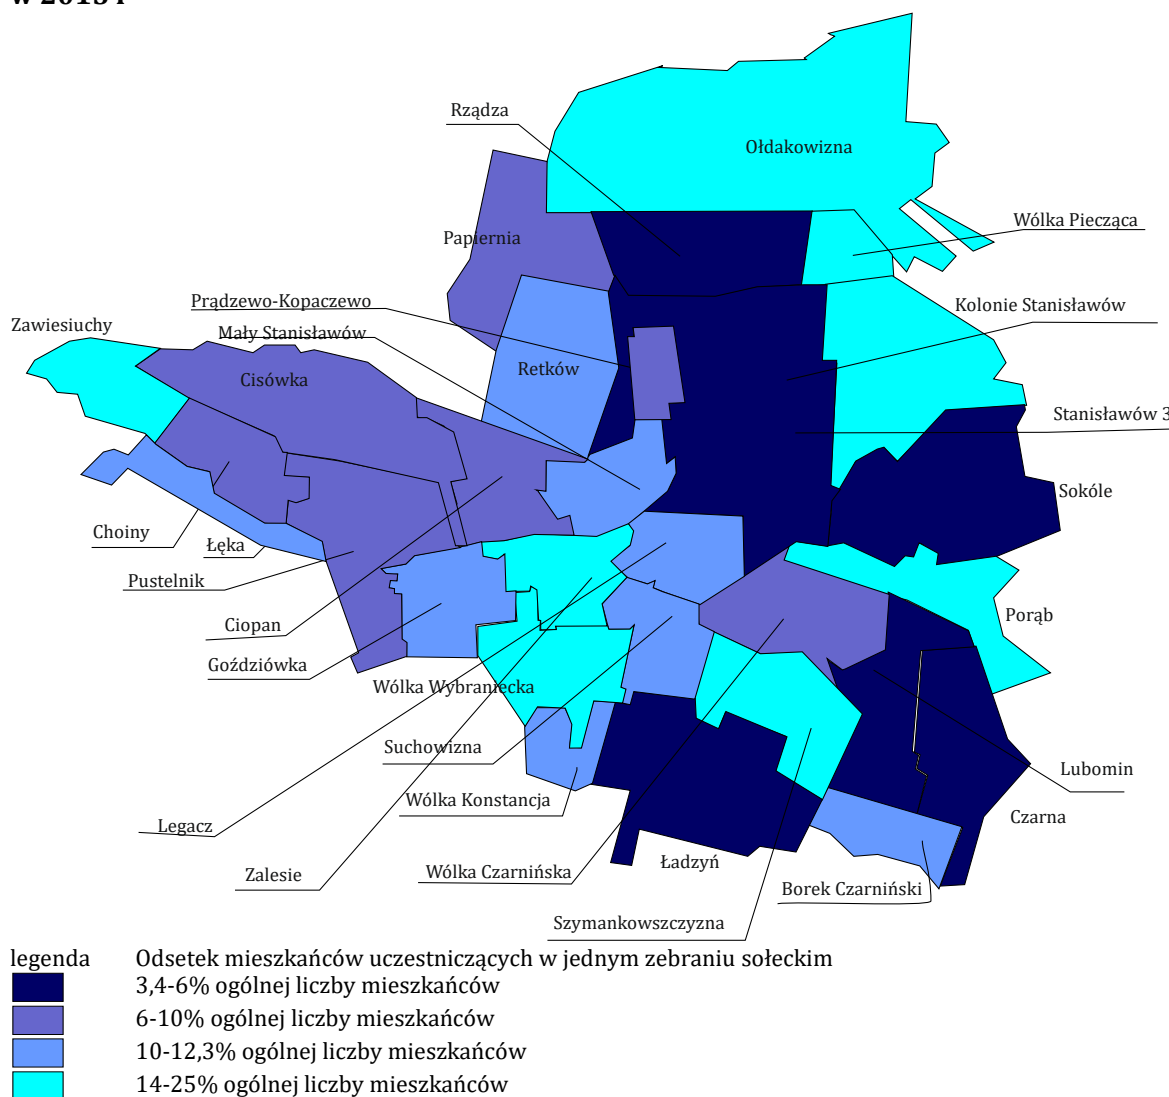 w 2015 r
Rządza
Ołdakowizna
Wólka Piecząca
Papiernia
Prądzewo-Kopaczewo
Kolonie Stanisławów
Zawiesiuchy
Mały Stanisławów
Retków
Cisówka
Stanisławów 3
Sokóle
Choiny
Łęka
Pustelnik
Porąb
Ciopan
Goździówka
Wólka Wybraniecka
Suchowizna
Lubomin
Wólka Konstancja
Czarna
Legacz
Ładzyń
Zalesie
Wólka Czarnińska
Borek Czarniński
Szymankowszczyzna
legenda Odsetek mieszkańców uczestniczących w jednym zebraniu sołeckim
3,4-6% ogólnej liczby mieszkańców
6-10% ogólnej liczby mieszkańców
10-12,3% ogólnej liczby mieszkańców
14-25% ogólnej liczby mieszkańców